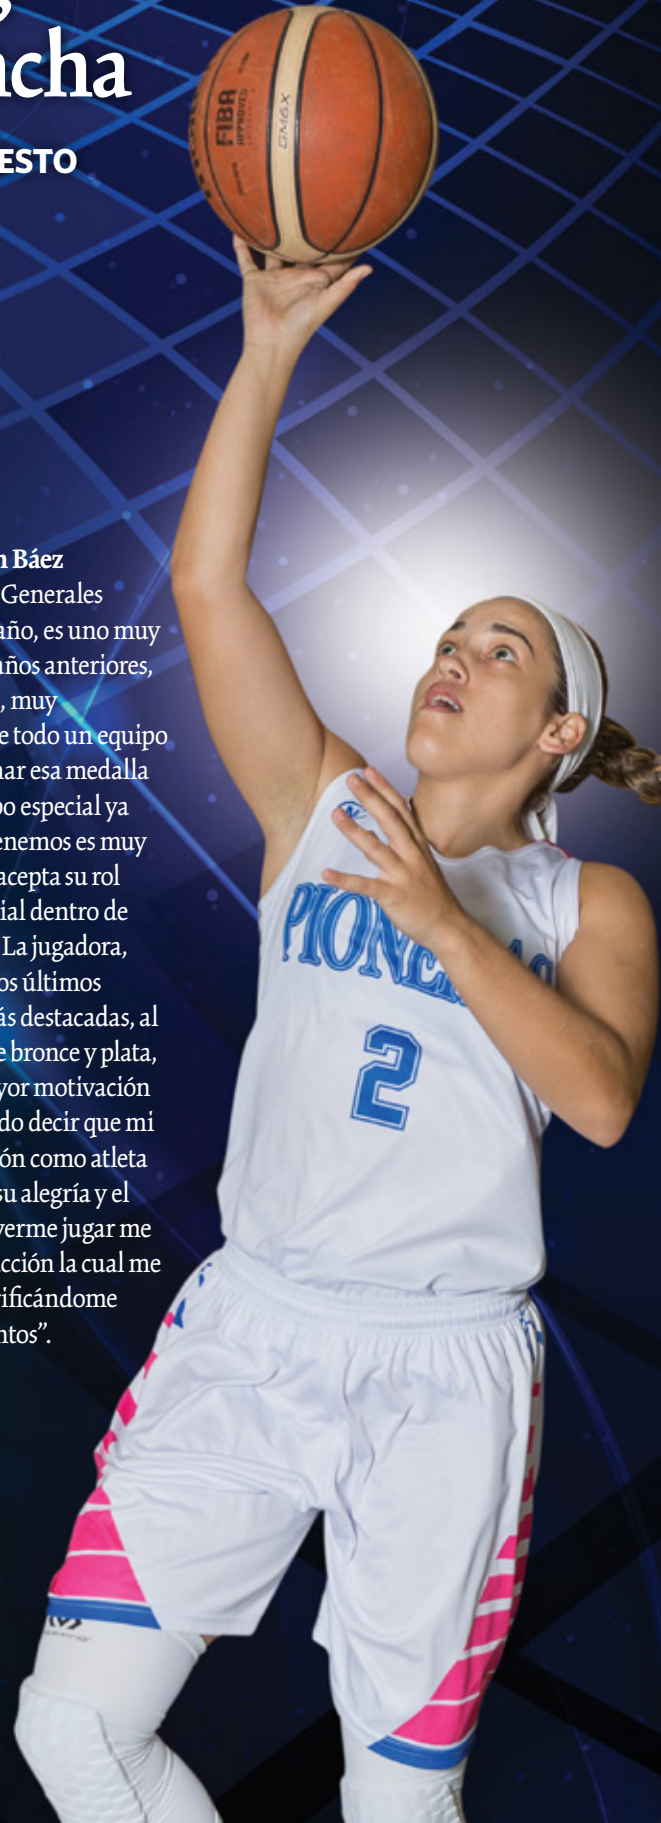 ncha
ESTO
n Báez
Generales
año, es uno muy
años anteriores,
, muy
e todo un equipo
nar esa medalla
po especial ya
enemos es muy
acepta su rol
ial dentro de
La jugadora,
os últimos
ás destacadas, al
e bronce y plata,
yor motivación
do decir que mi
ón como atleta
su alegría y el
verme jugar me
cción la cual me
rificándome
ntos”.
FIBA
APPROVED
GM6X
PIONE
2